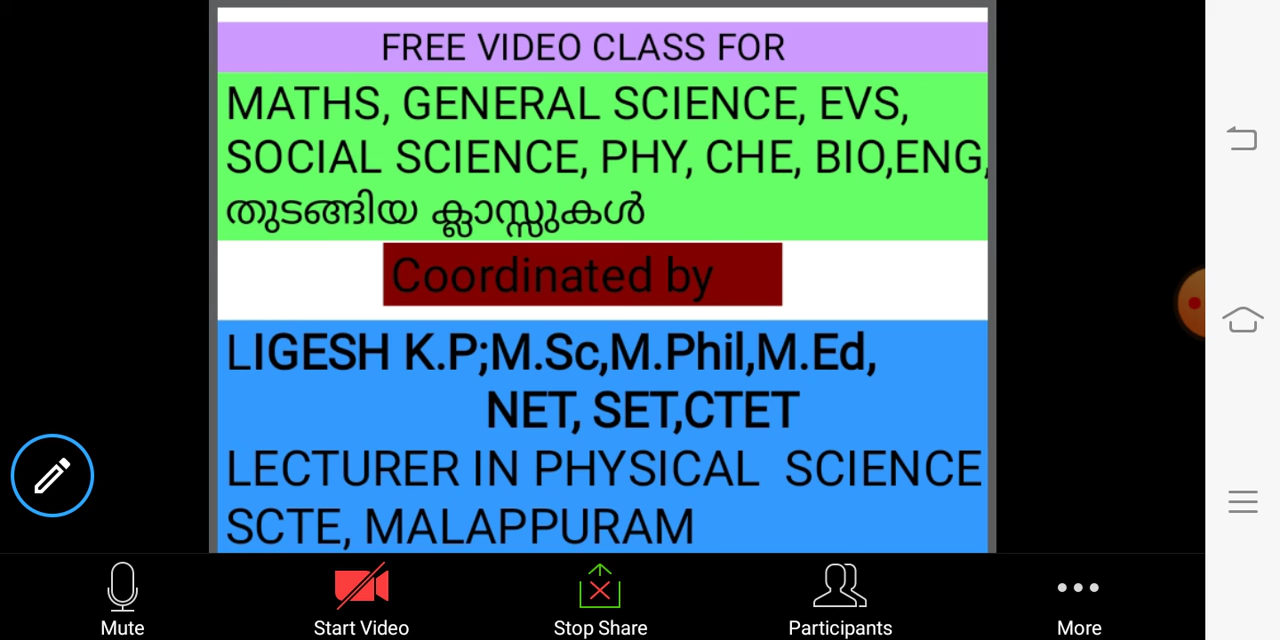 FREE VIDEO CLASS FOR
MATHS, GENERAL SCIENCE, EVS,
SOCIAL SCIENCE, PHY, CHE, BIO,ENG,
തുടങ്ങിയ ക്ലാസ്സുകൾ
Coordinated by
LIGESH K.P;M.Sc,M.Phil,M.Ed,
NET, SET,CTET
LECTURER IN PHYSICAL SCIENCE
SCTE, MALAPPURAM
Mute Start Video Stop Share Participants More